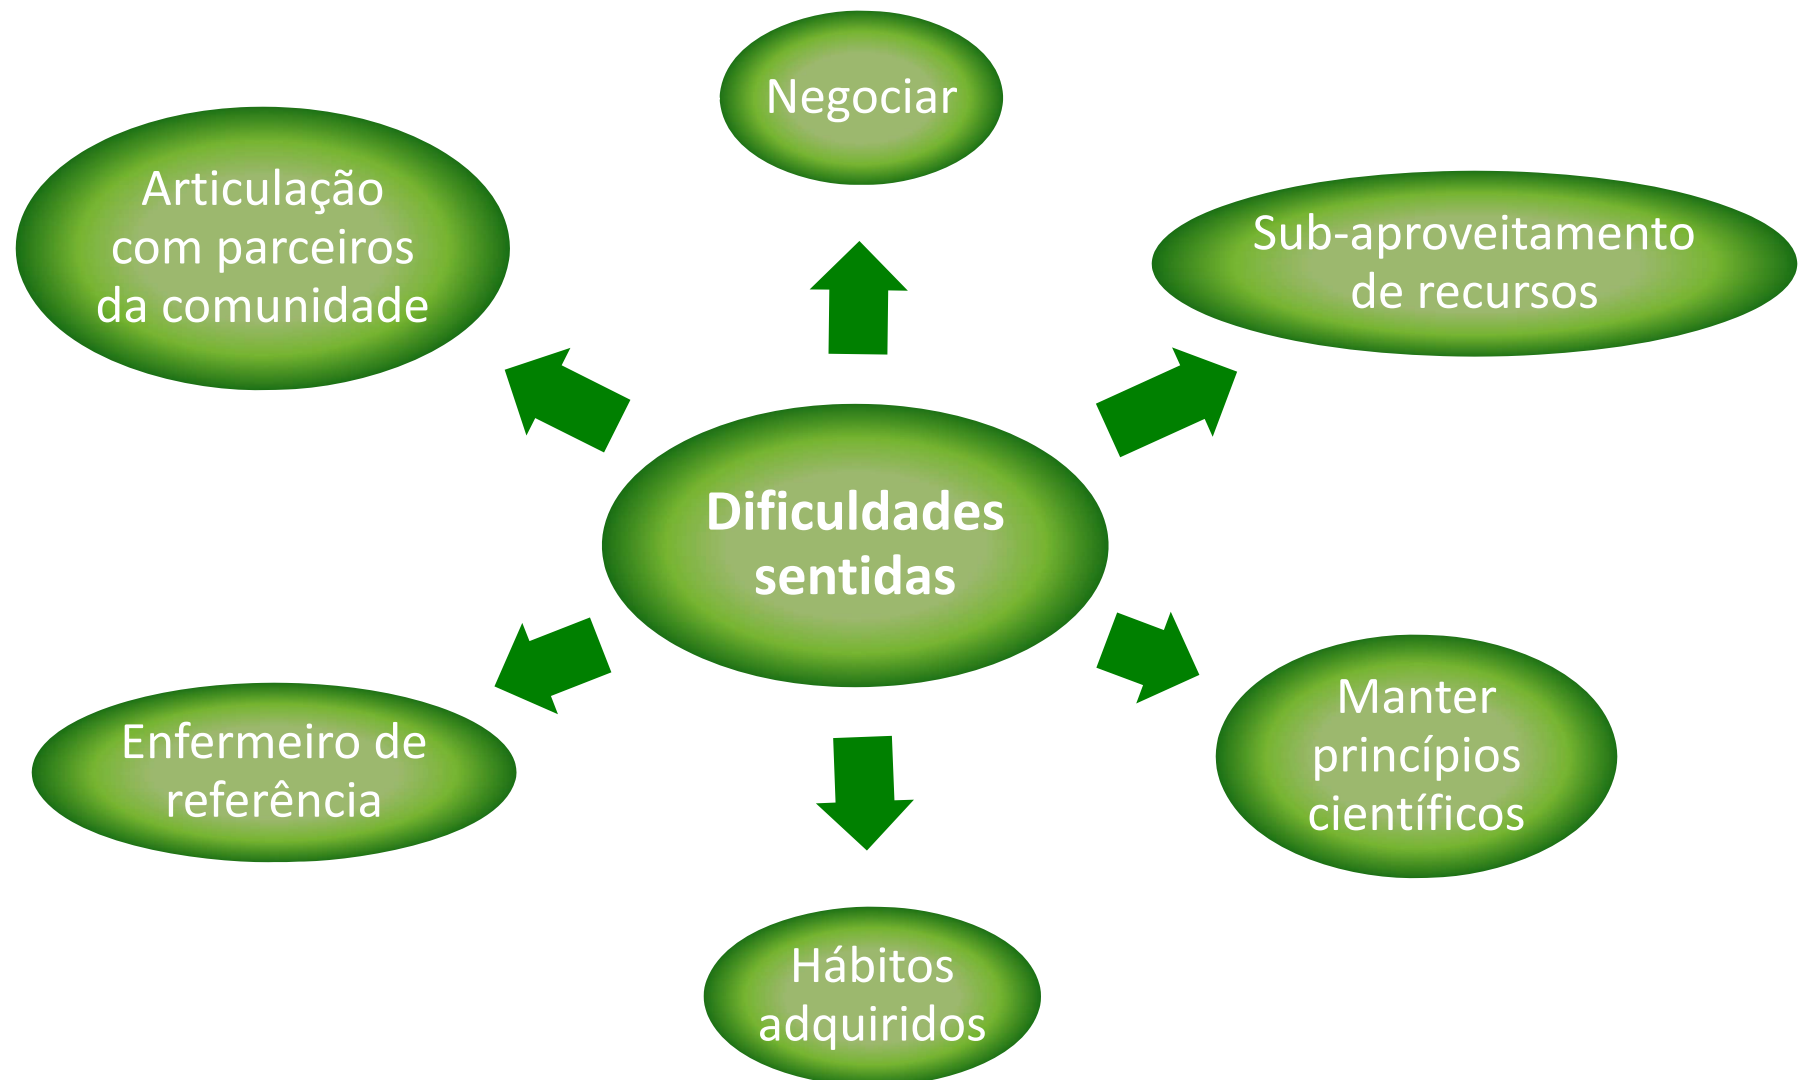 Negociar
Articulação
com parceiros
da comunidade
Sub-aproveitamento
de recursos
Dificuldades
sentidas
Enfermeiro de
referência
Manter
princípios
científicos
Hábitos
adquiridos